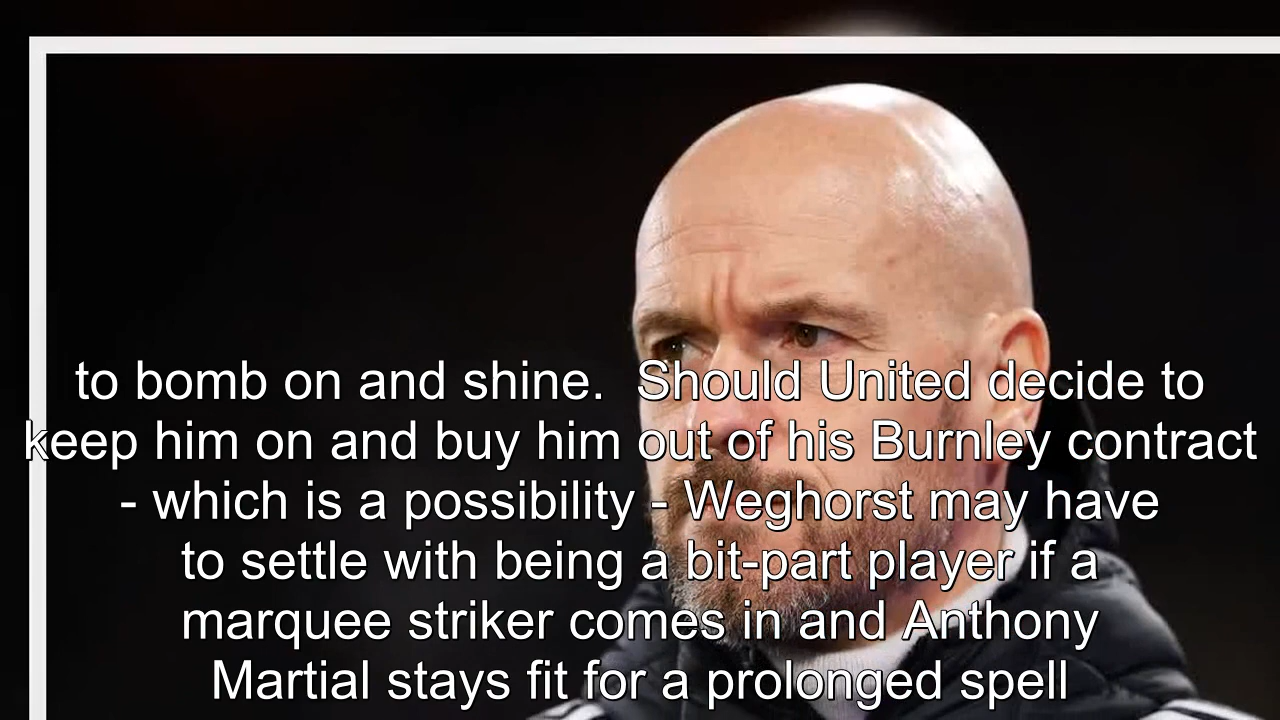 to bomb on and shine.  Should United decide to
keep him on and buy him out of his Burnley contract
- which is a possibility - Weghorst may have
to settle with being a bit-part player if a
marquee striker comes in and Anthony
Martial stays fit for a prolonged spell